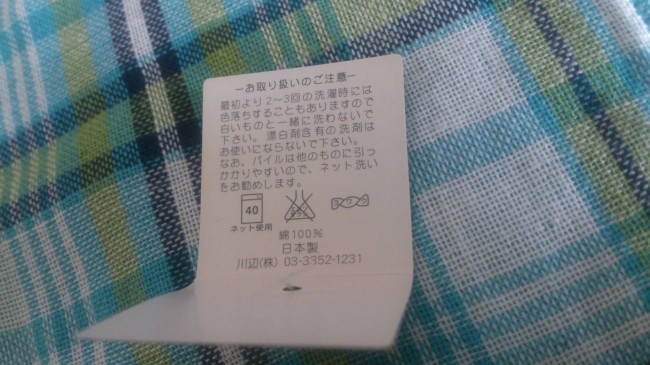 ーお取り扱いのご注意ー
最初より2〜3回の洗濯時には
色落ちすることもありますので
白いものと一緒に洗わないで
下さい。漂白剤含有の洗剤は
お使いにならないで下さい。
なお、パイルは他のものに引っ
かかりやすいので、ネット洗い
をお勧めします。
40
ネット使用
綿100%
日本製
川辺(株) 03-3352-1231